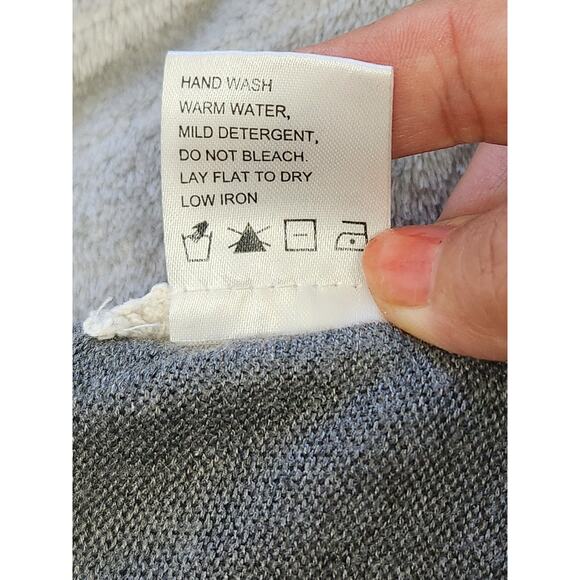 HAND WASH
WARM WATER,
MILD DETERGENT,
DO NOT BLEACH.
LAY FLAT TO DRY
LOW IRON